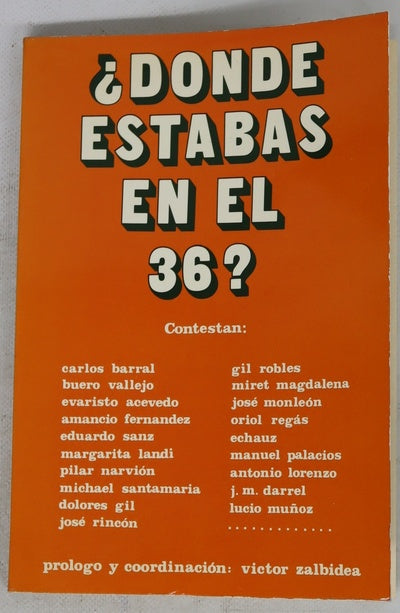 ¿DONDE
ESTABAS
EN EL
36?
Contestan:
carlos barral
buero vallejo
evaristo acevedo
amancio fernandez
eduardo sanz
margarita landi
pilar narvión
michael santamaria
dolores gil
josé rincón
gil robles
miret magdalena
josé monleón
oriol regás
echauz
manuel palacios
antonio lorenzo
j. m. darrel
lucio muñoz
.............
prologo y coordinación: victor zalbidea